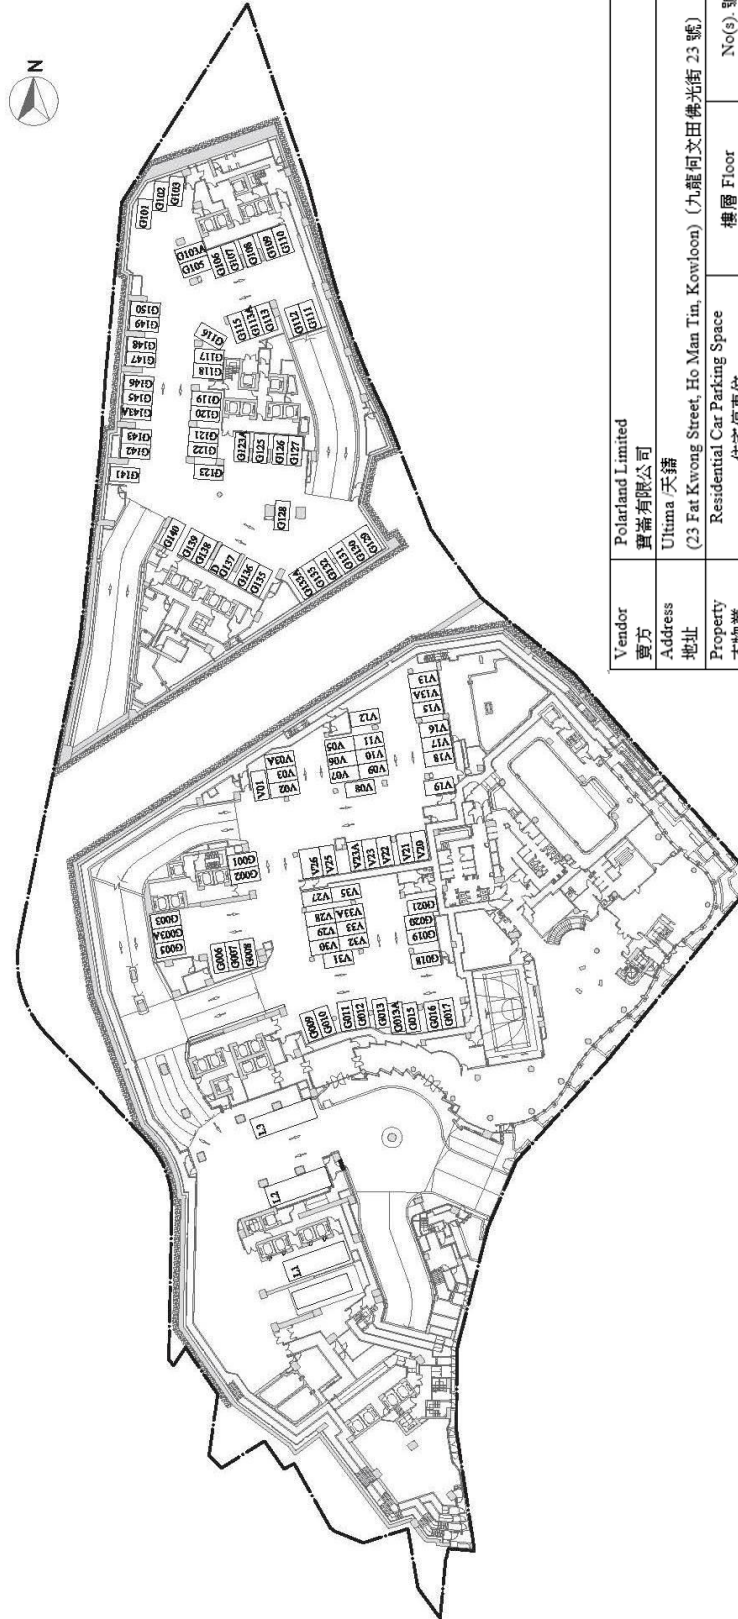 N
G101
G102
G103
G103A
G105
G106
G107
G108
G109
G110
G111
G112
G113
G113A
G115
G116
G117
G118
G119
G120
G121
G122
G123
G123A
G125
G126
G127
G128
G129
G130
G131
G132
G133
G133A
G135
G136
G137
D
G138
G139
G140
G141
G142
G143
G143A
G145
G146
G147
G148
G149
G150
V01
V02
V03
V03A
V05
V06
V07
V08
V09
V10
V11
V12
V13
V13A
V15
V16
V17
V18
V19
V20
V21
V22
V23
V23A
V25
V26
V27
V28
V29
V30
V31
V32
V33
V33A
V35
G001
G002
G003
G003A
G005
G006
G007
G008
G009
G010
G011
G012
G013
G013A
G015
G016
G017
G018
G019
G020
G021
L3
L2
L1
Vendor
賣方
Polarland Limited
寶崙有限公司
Address
地址
Ultima /天鑄
(23 Fat Kwong Street, Ho Man Tin, Kowloon) (九龍何文田佛光街 23 號)
Property
Residential Car Parking Space
樓層 Floor
No(s).